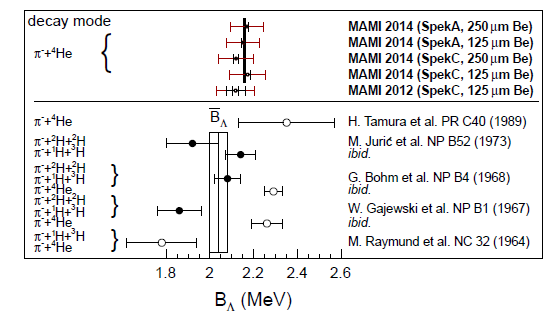 decay mode
π⁻+⁴He {
MAMI 2014 (SpekA, 250 μm Be)
MAMI 2014 (SpekA, 125 μm Be)
MAMI 2014 (SpekC, 250 μm Be)
MAMI 2014 (SpekC, 125 μm Be)
MAMI 2012 (SpekC, 125 μm Be)
π⁻+⁴He
B̅_Λ
H. Tamura et al. PR C40 (1989)
π⁻+²H+²H
M. Jurić et al. NP B52 (1973)
π⁻+¹H+³H
ibid.
π⁻+²H+²H
π⁻+¹H+³H }
G. Bohm et al. NP B4 (1968)
π⁻+⁴He
ibid.
π⁻+²H+²H
π⁻+¹H+³H }
W. Gajewski et al. NP B1 (1967)
π⁻+⁴He
ibid.
π⁻+¹H+³H
π⁻+⁴He }
M. Raymund et al. NC 32 (1964)
1.8 2 2.2 2.4 2.6
B_Λ (MeV)